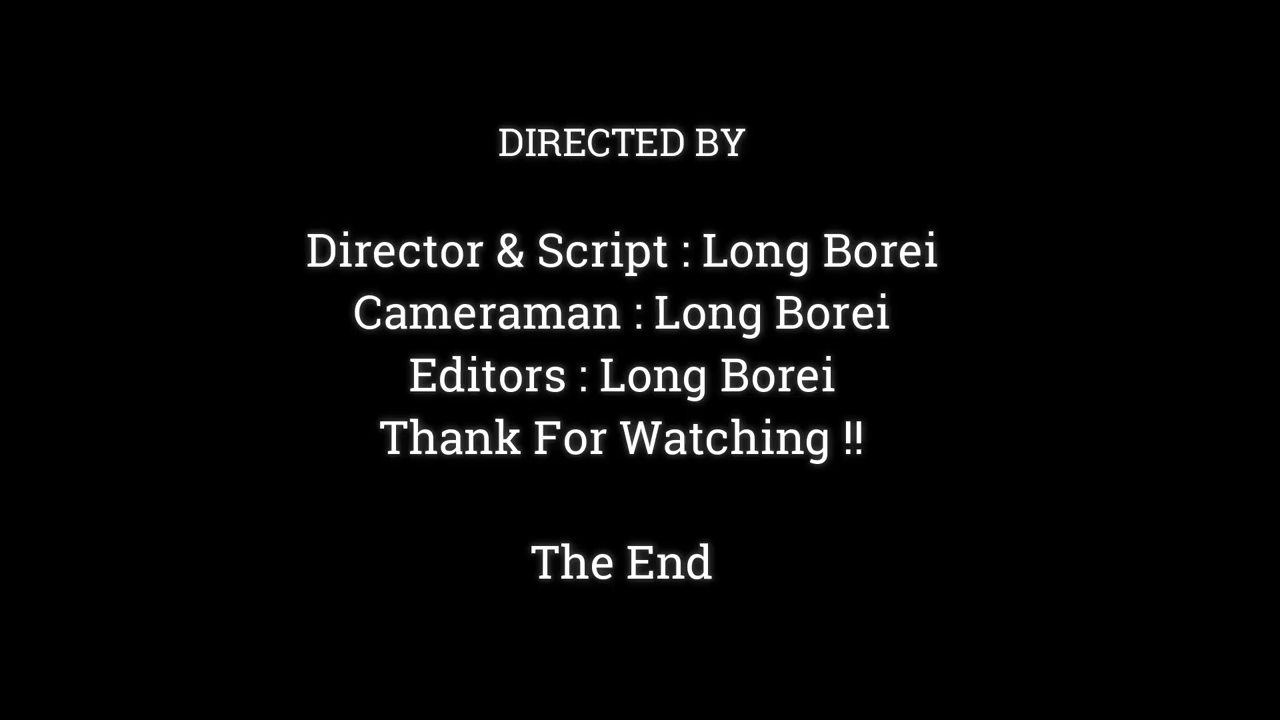 DIRECTED BY
Director & Script : Long Borei
Cameraman : Long Borei
Editors : Long Borei
Thank For Watching !!
The End